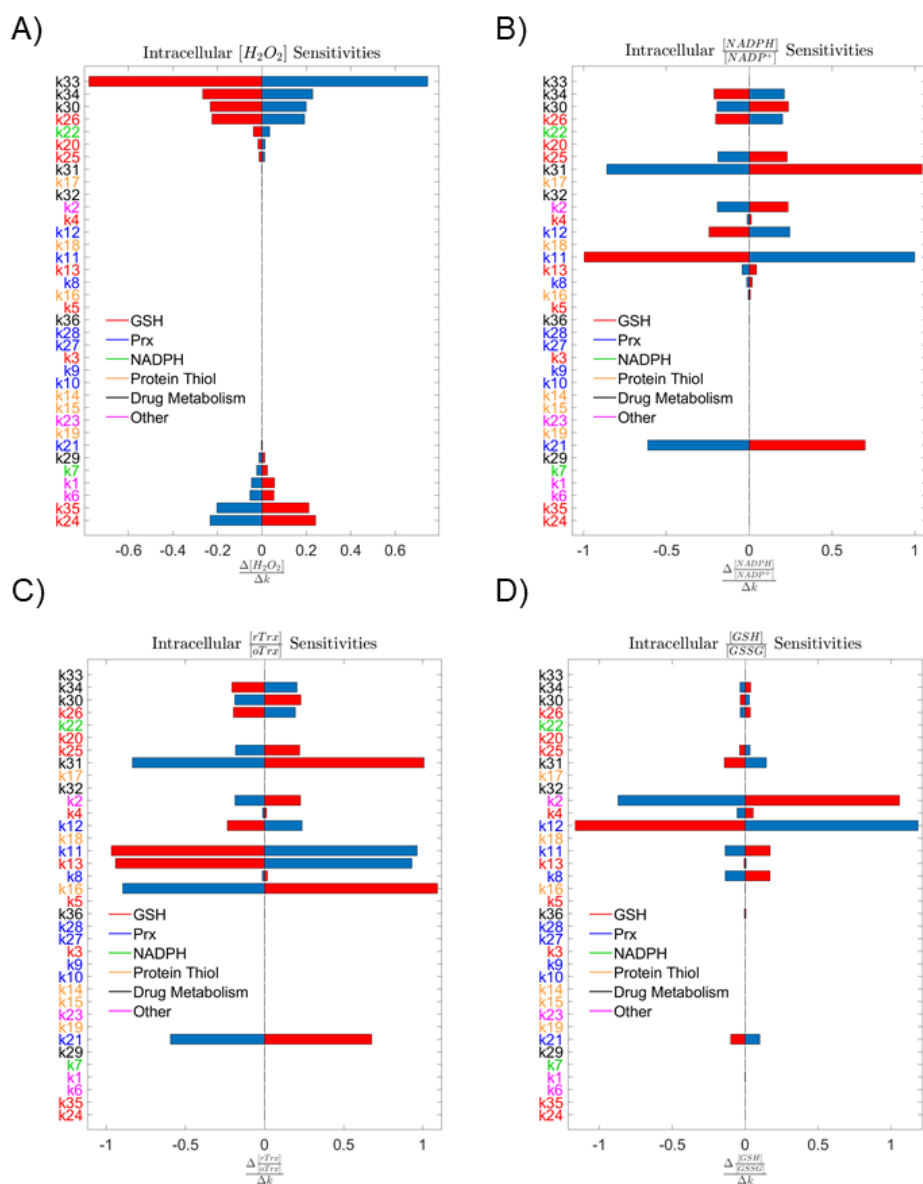 A)
Intracellular [H₂O₂] Sensitivities
k33
k34
k30
k26
k22
k20
k25
k31
k17
k32
k2
k4
k12
k18
k11
k13
k8
k16
k5
k36
k28
k27
k3
k9
k10
k14
k15
k23
k19
k21
k29
k7
k1
k6
k35
k24
GSH
Prx
NADPH
Protein Thiol
Drug Metabolism
Other
-0.6 -0.4 -0.2 0 0.2 0.4 0.6
Δ[H₂O₂]
Δk
B)
Intracellular [NADPH]/[NADP⁺] Sensitivities
k33
k34
k30
k26
k22
k20
k25
k31
k17
k32
k2
k4
k12
k18
k11
k13
k8
k16
k5
k36
k28
k27
k3
k9
k10
k14
k15
k23
k19
k21
k29
k7
k1
k6
k35
k24
GSH
Prx
NADPH
Protein Thiol
Drug Metabolism
Other
-1 -0.5 0 0.5 1
Δ [NADPH]/[NADP⁺]
Δk
C)
Intracellular [rTrx]/[oTrx] Sensitivities
k33
k34
k30
k26
k22
k20
k25
k31
k17
k32
k2
k4
k12
k18
k11
k13
k8
k16
k5
k36
k28
k27
k3
k9
k10
k14
k15
k23
k19
k21
k29
k7
k1
k6
k35
k24
GSH
Prx
NADPH
Protein Thiol
Drug Metabolism
Other
-1 -0.5 0 0.5 1
Δ [rTrx]/[oTrx]
Δk
D)
Intracellular [GSH]/[GSSG] Sensitivities
k33
k34
k30
k26
k22
k20
k25
k31
k17
k32
k2
k4
k12
k18
k11
k13
k8
k16
k5
k36
k28
k27
k3
k9
k10
k14
k15
k23
k19
k21
k29
k7
k1
k6
k35
k24
GSH
Prx
NADPH
Protein Thiol
Drug Metabolism
Other
-1 -0.5 0 0.5 1
Δ [GSH]/[GSSG]
Δk